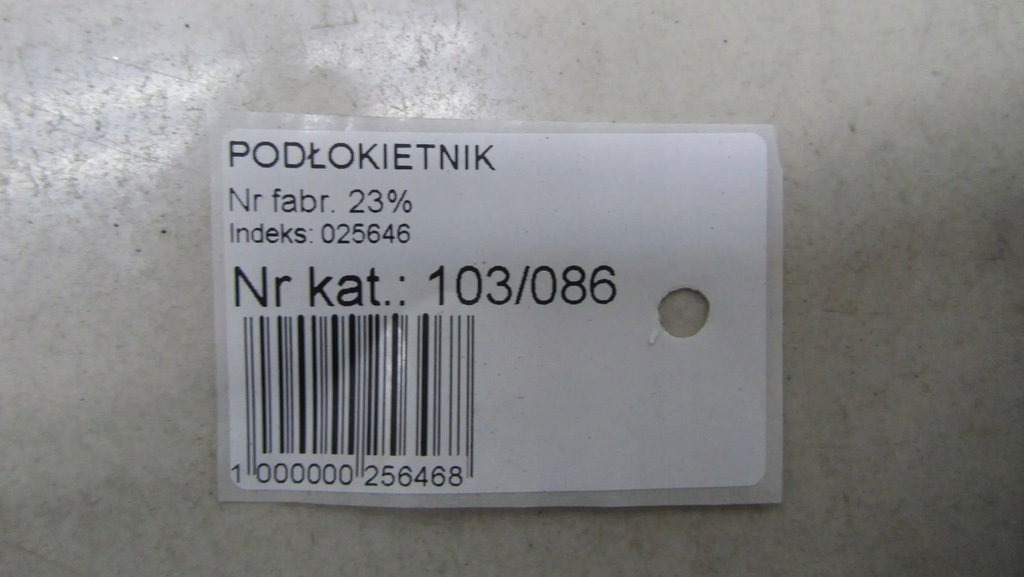 PODŁOKIETNIK
Nr fabr. 23%
Indeks: 025646
Nr kat.: 103/086
1 000000 256468